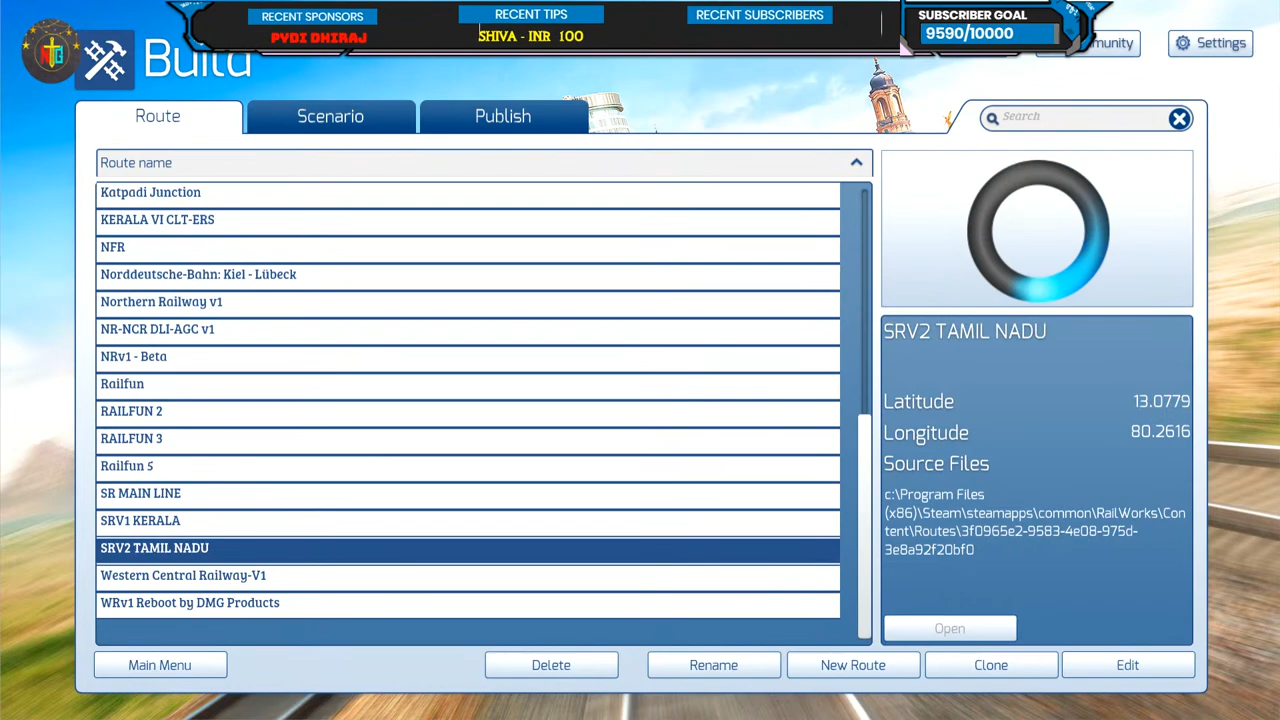 RECENT SPONSORS
PYDI DHIRAJ
RECENT TIPS
SHIVA - INR 100
RECENT SUBSCRIBERS
SUBSCRIBER GOAL
9590/10000
Build
munity
Settings
Route
Scenario
Publish
Search
Route name
Katpadi Junction
KERALA VI CLT-ERS
NFR
Norddeutsche-Bahn: Kiel - Lübeck
Northern Railway v1
NR-NCR DLI-AGC v1
NRv1 - Beta
Railfun
RAILFUN 2
RAILFUN 3
Railfun 5
SR MAIN LINE
SRV1 KERALA
SRV2 TAMIL NADU
Western Central Railway-V1
WRv1 Reboot by DMG Products
SRV2 TAMIL NADU
Latitude 13.0779
Longitude 80.2616
Source Files
c:\Program Files
(x86)\Steam\steamapps\common\RailWorks\Con
tent\Routes\3f0965e2-9583-4e08-975d-
3e8a92f20bf0
Open
Main Menu
Delete
Rename
New Route
Clone
Edit